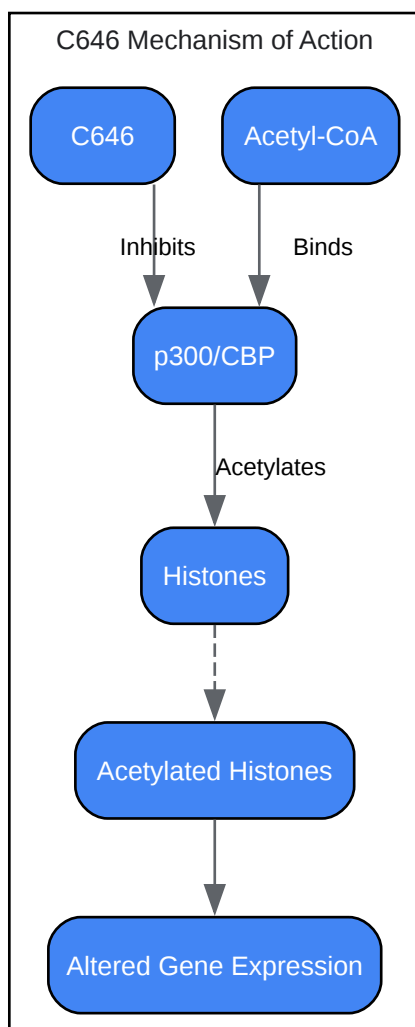 C646 Mechanism of Action
C646
Acetyl-CoA
Inhibits
Binds
p300/CBP
Acetylates
Histones
Acetylated Histones
Altered Gene Expression